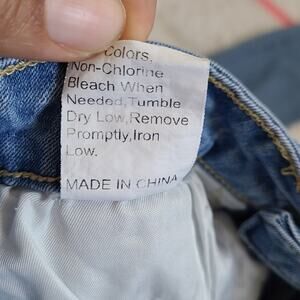 Colors,
Non-Chlorine
Bleach When
Needed,Tumble
Dry Low,Remove
Promptly,Iron
Low.
MADE IN CHINA